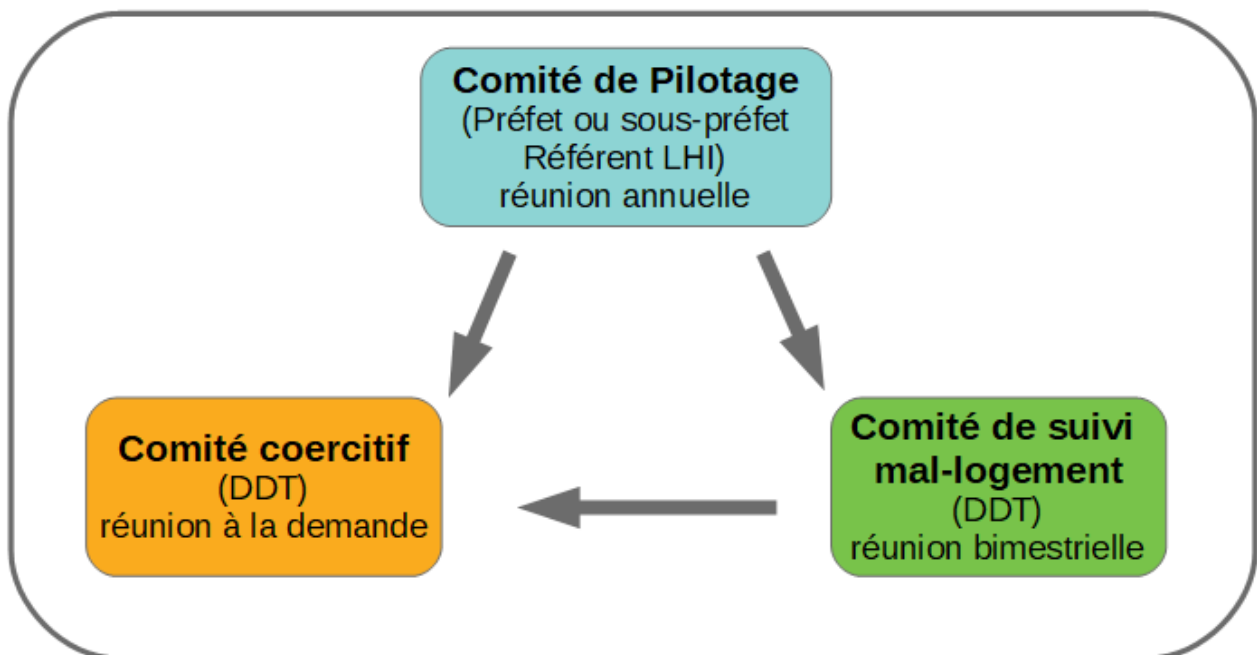 Comité de Pilotage
(Préfet ou sous-préfet
Référent LHI)
réunion annuelle
Comité coercitif
(DDT)
réunion à la demande
Comité de suivi
mal-logement
(DDT)
réunion bimestrielle